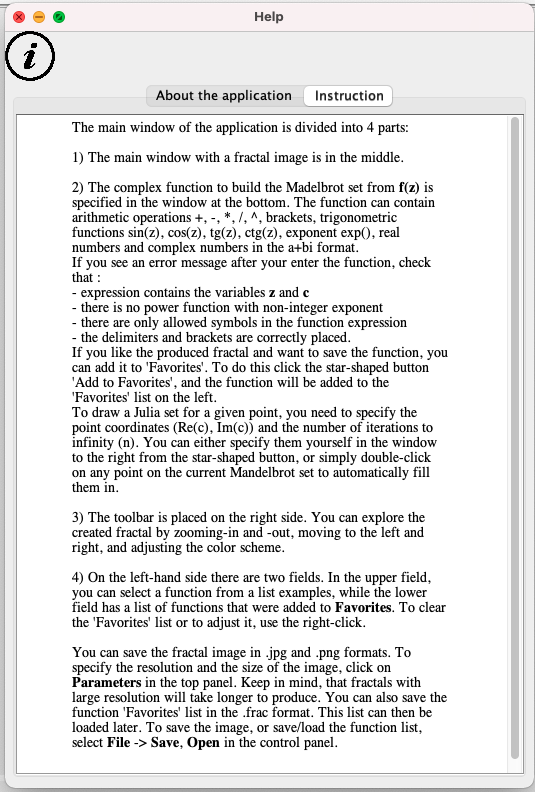 Help
i
About the application Instruction
The main window of the application is divided into 4 parts:
1) The main window with a fractal image is in the middle.
2) The complex function to build the Madelbrot set from f(z) is
specified in the window at the bottom. The function can contain
arithmetic operations +, -, *, /, ^, brackets, trigonometric
functions sin(z), cos(z), tg(z), ctg(z), exponent exp(), real
numbers and complex numbers in the a+bi format.
If you see an error message after your enter the function, check
that :
- expression contains the variables z and c
- there is no power function with non-integer exponent
- there are only allowed symbols in the function expression
- the delimiters and brackets are correctly placed.
If you like the produced fractal and want to save the function, you
can add it to 'Favorites'. To do this click the star-shaped button
'Add to Favorites', and the function will be added to the
'Favorites' list on the left.
To draw a Julia set for a given point, you need to specify the
point coordinates (Re(c), Im(c)) and the number of iterations to
infinity (n). You can either specify them yourself in the window
to the right from the star-shaped button, or simply double-click
on any point on the current Mandelbrot set to automatically fill
them in.
3) The toolbar is placed on the right side. You can explore the
created fractal by zooming-in and -out, moving to the left and
right, and adjusting the color scheme.
4) On the left-hand side there are two fields. In the upper field,
you can select a function from a list examples, while the lower
field has a list of functions that were added to Favorites. To clear
the 'Favorites' list or to adjust it, use the right-click.
You can save the fractal image in .jpg and .png formats. To
specify the resolution and the size of the image, click on
Parameters in the top panel. Keep in mind, that fractals with
large resolution will take longer to produce. You can also save the
function 'Favorites' list in the .frac format. This list can then be
loaded later. To save the image, or save/load the function list,
select File -> Save, Open in the control panel.